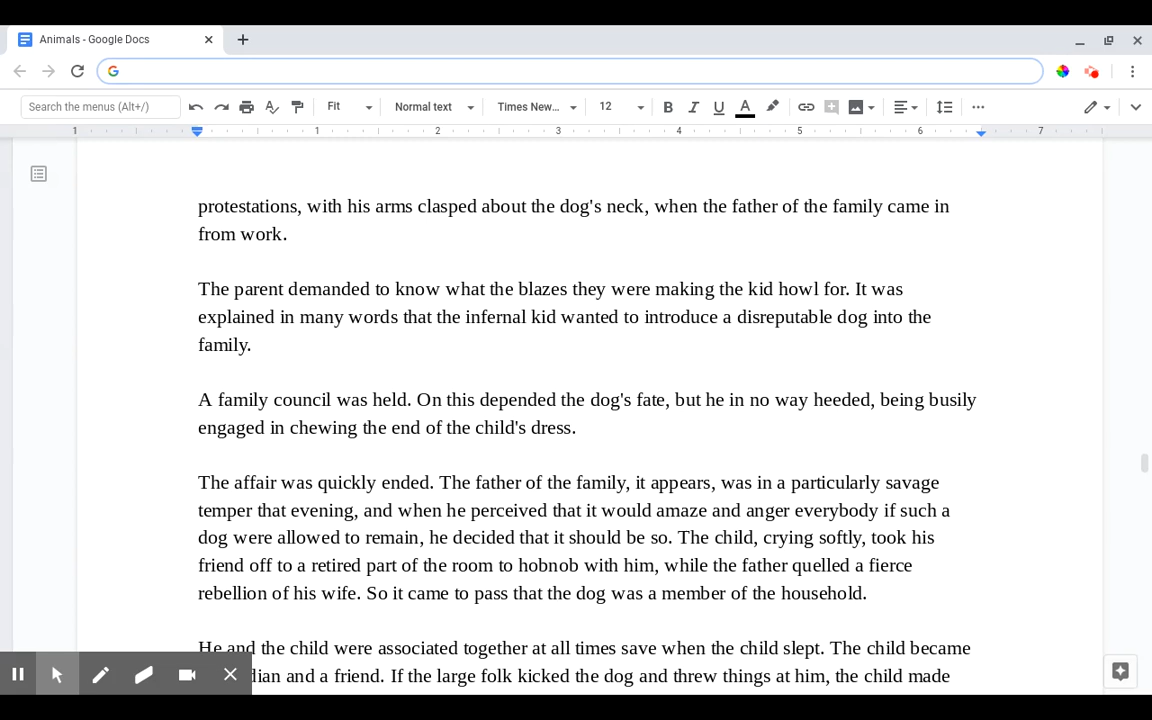 Animals - Google Docs
Search the menus (Alt+/) Fit Normal text Times New... 12 B I U A
1 1 2 3 4 5 6 7
protestations, with his arms clasped about the dog's neck, when the father of the family came in
from work.
The parent demanded to know what the blazes they were making the kid howl for. It was
explained in many words that the infernal kid wanted to introduce a disreputable dog into the
family.
A family council was held. On this depended the dog's fate, but he in no way heeded, being busily
engaged in chewing the end of the child's dress.
The affair was quickly ended. The father of the family, it appears, was in a particularly savage
temper that evening, and when he perceived that it would amaze and anger everybody if such a
dog were allowed to remain, he decided that it should be so. The child, crying softly, took his
friend off to a retired part of the room to hobnob with him, while the father quelled a fierce
rebellion of his wife. So it came to pass that the dog was a member of the household.
He and the child were associated together at all times save when the child slept. The child became
dian and a friend. If the large folk kicked the dog and threw things at him, the child made